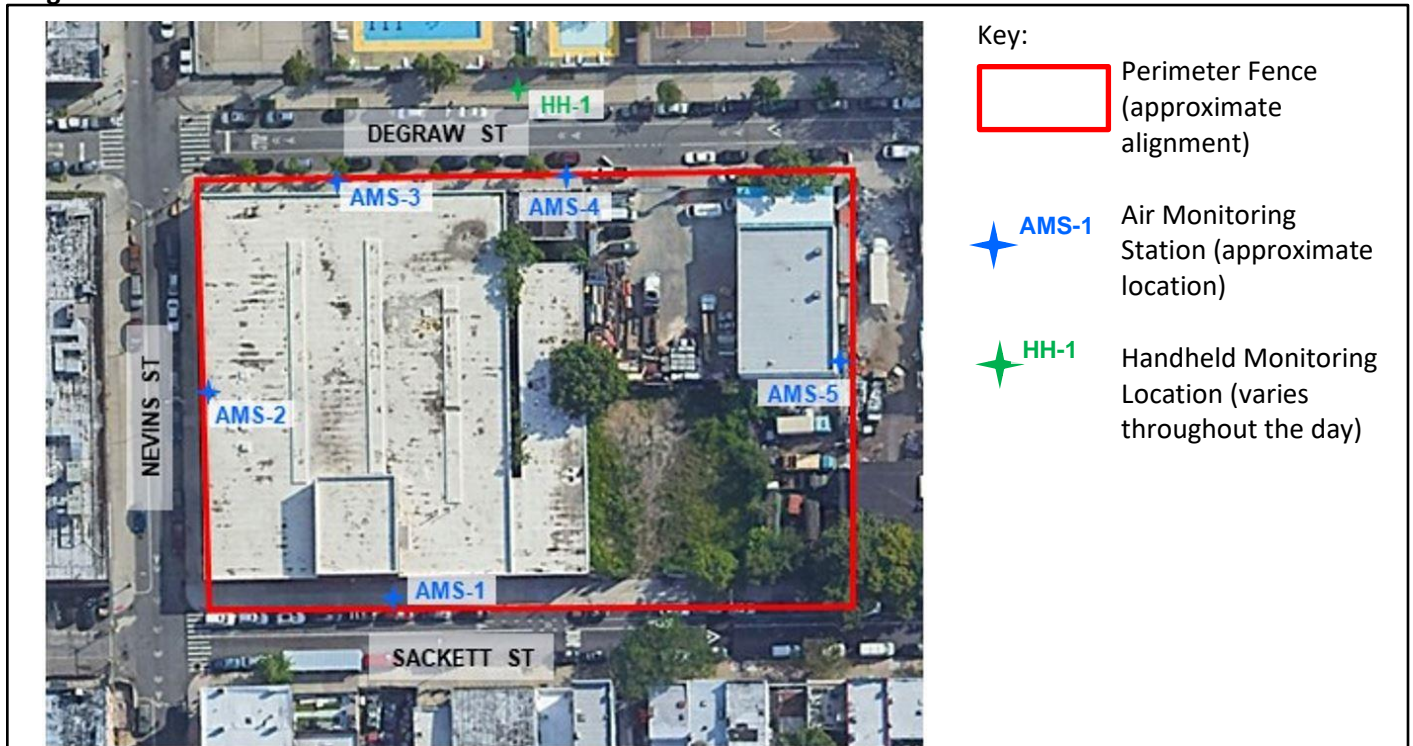 HH-1
DEGRAW ST
AMS-3
AMS-4
NEVINS ST
AMS-2
AMS-5
AMS-1
SACKETT ST
Key:
Perimeter Fence
(approximate
alignment)
AMS-1
Air Monitoring
Station (approximate
location)
HH-1
Handheld Monitoring
Location (varies
throughout the day)